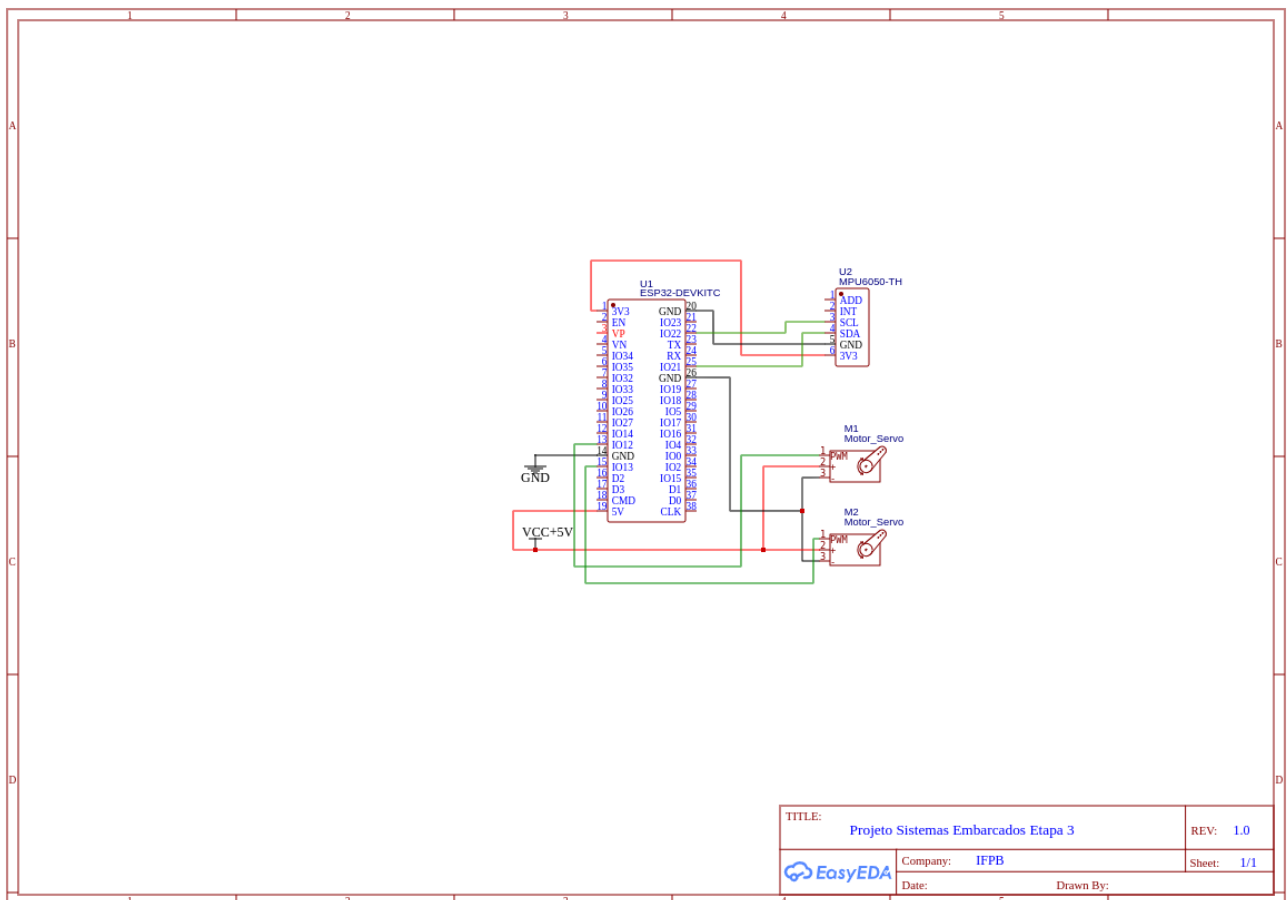 1 2 3 4 5
A A
B B
C C
D D
U1
ESP32-DEVKITC
1 3V3 GND 20
2 EN IO23 21
3 VP IO22 22
4 VN TX 23
5 IO34 RX 24
6 IO35 IO21 25
7 IO32 GND 26
8 IO33 IO19 27
9 IO25 IO18 28
10 IO26 IO5 29
11 IO27 IO17 30
12 IO14 IO16 31
13 IO12 IO4 32
14 GND IO0 33
15 IO13 IO2 34
16 D2 IO15 35
17 D3 D1 36
18 CMD D0 37
19 5V CLK 38
GND
VCC+5V
U2
MPU6050-TH
1 ADD
2 INT
3 SCL
4 SDA
5 GND
6 3V3
M1
Motor_Servo
1 PWM
2 +
3 -
M2
Motor_Servo
1 PWM
2 +
3 -
TITLE:
Projeto Sistemas Embarcados Etapa 3
REV: 1.0
EasyEDA
Company: IFPB
Sheet: 1/1
Date: Drawn By: